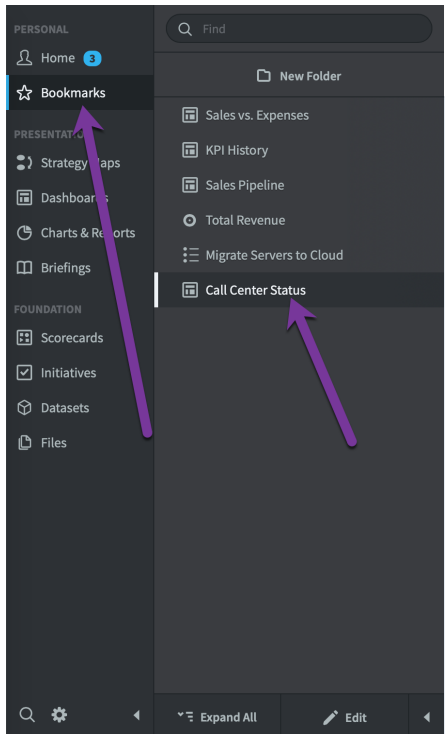 PERSONAL
Home 3
Bookmarks
Strategy
Dashboards
Charts & Reports
Briefings
FOUNDATION
Scorecards
Initiatives
Datasets
Files
Find
New Folder
Sales vs. Expenses
KPI History
Sales Pipeline
Total Revenue
Migrate Servers to Cloud
Call Center Status
Expand All
Edit